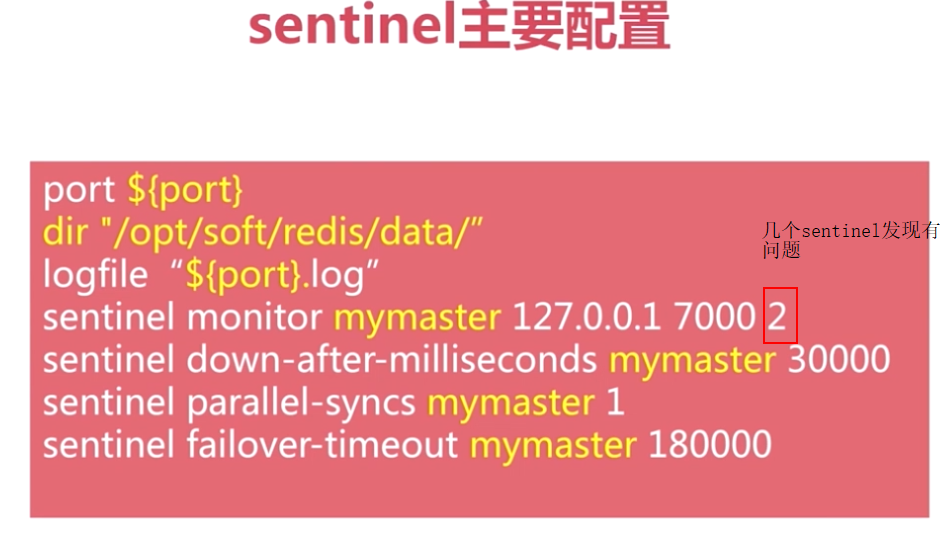 sentinel主要配置
port ${port}
dir "/opt/soft/redis/data/”
logfile “${port}.log”
几个sentinel发现有
问题
sentinel monitor mymaster 127.0.0.1 7000 2
sentinel down-after-milliseconds mymaster 30000
sentinel parallel-syncs mymaster 1
sentinel failover-timeout mymaster 180000